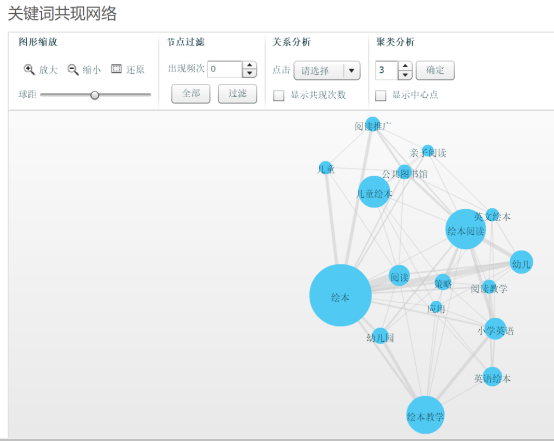 关键词共现网络
图形缩放 节点过滤 关系分析 聚类分析
放大 缩小 还原 出现频次 0 点击 请选择 3 确定
球距 全部 过滤 显示共现次数 显示中心点
阅读推广
亲子阅读
儿童
公共图书馆
儿童绘本
英文绘本
绘本阅读
幼儿
阅读
策略
阅读教学
绘本
应用
小学英语
幼儿园
英语绘本
绘本教学